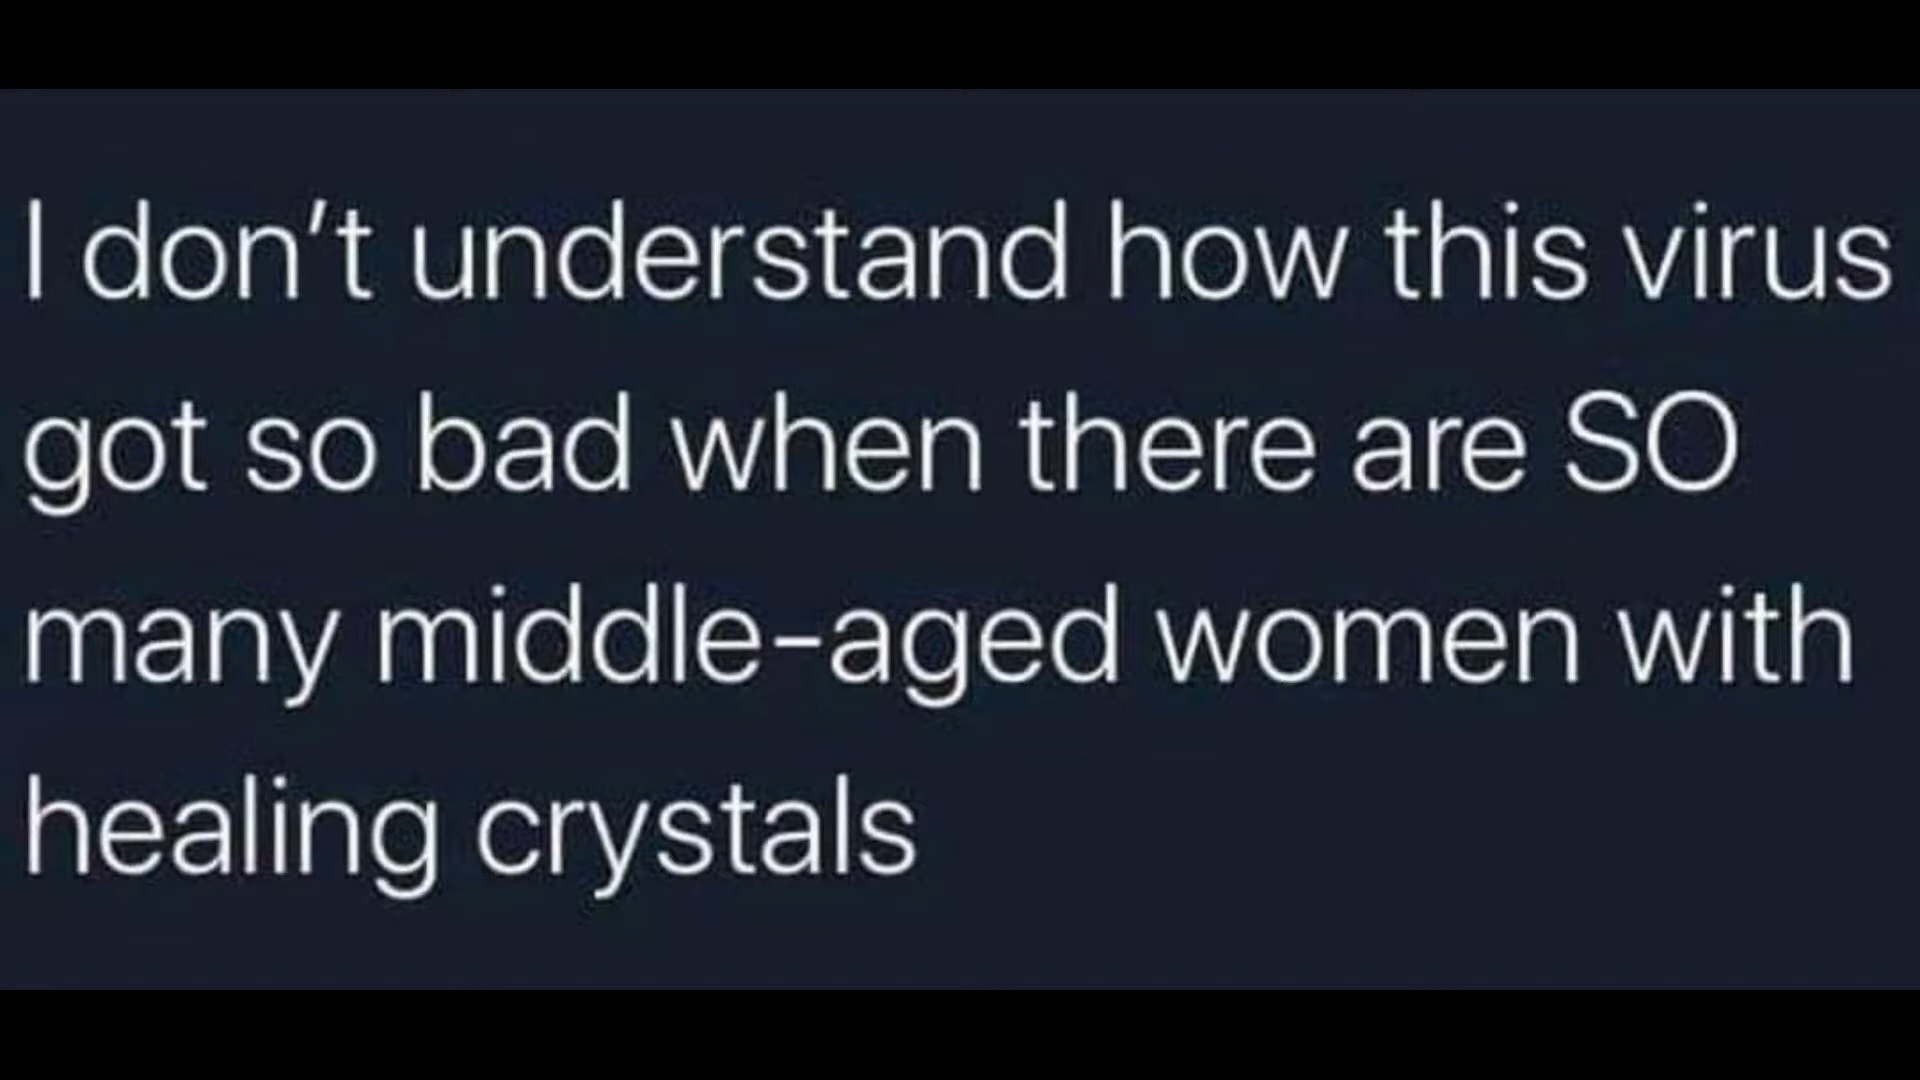 I don’t understand how this virus
got so bad when there are SO
many middle-aged women with
healing crystals